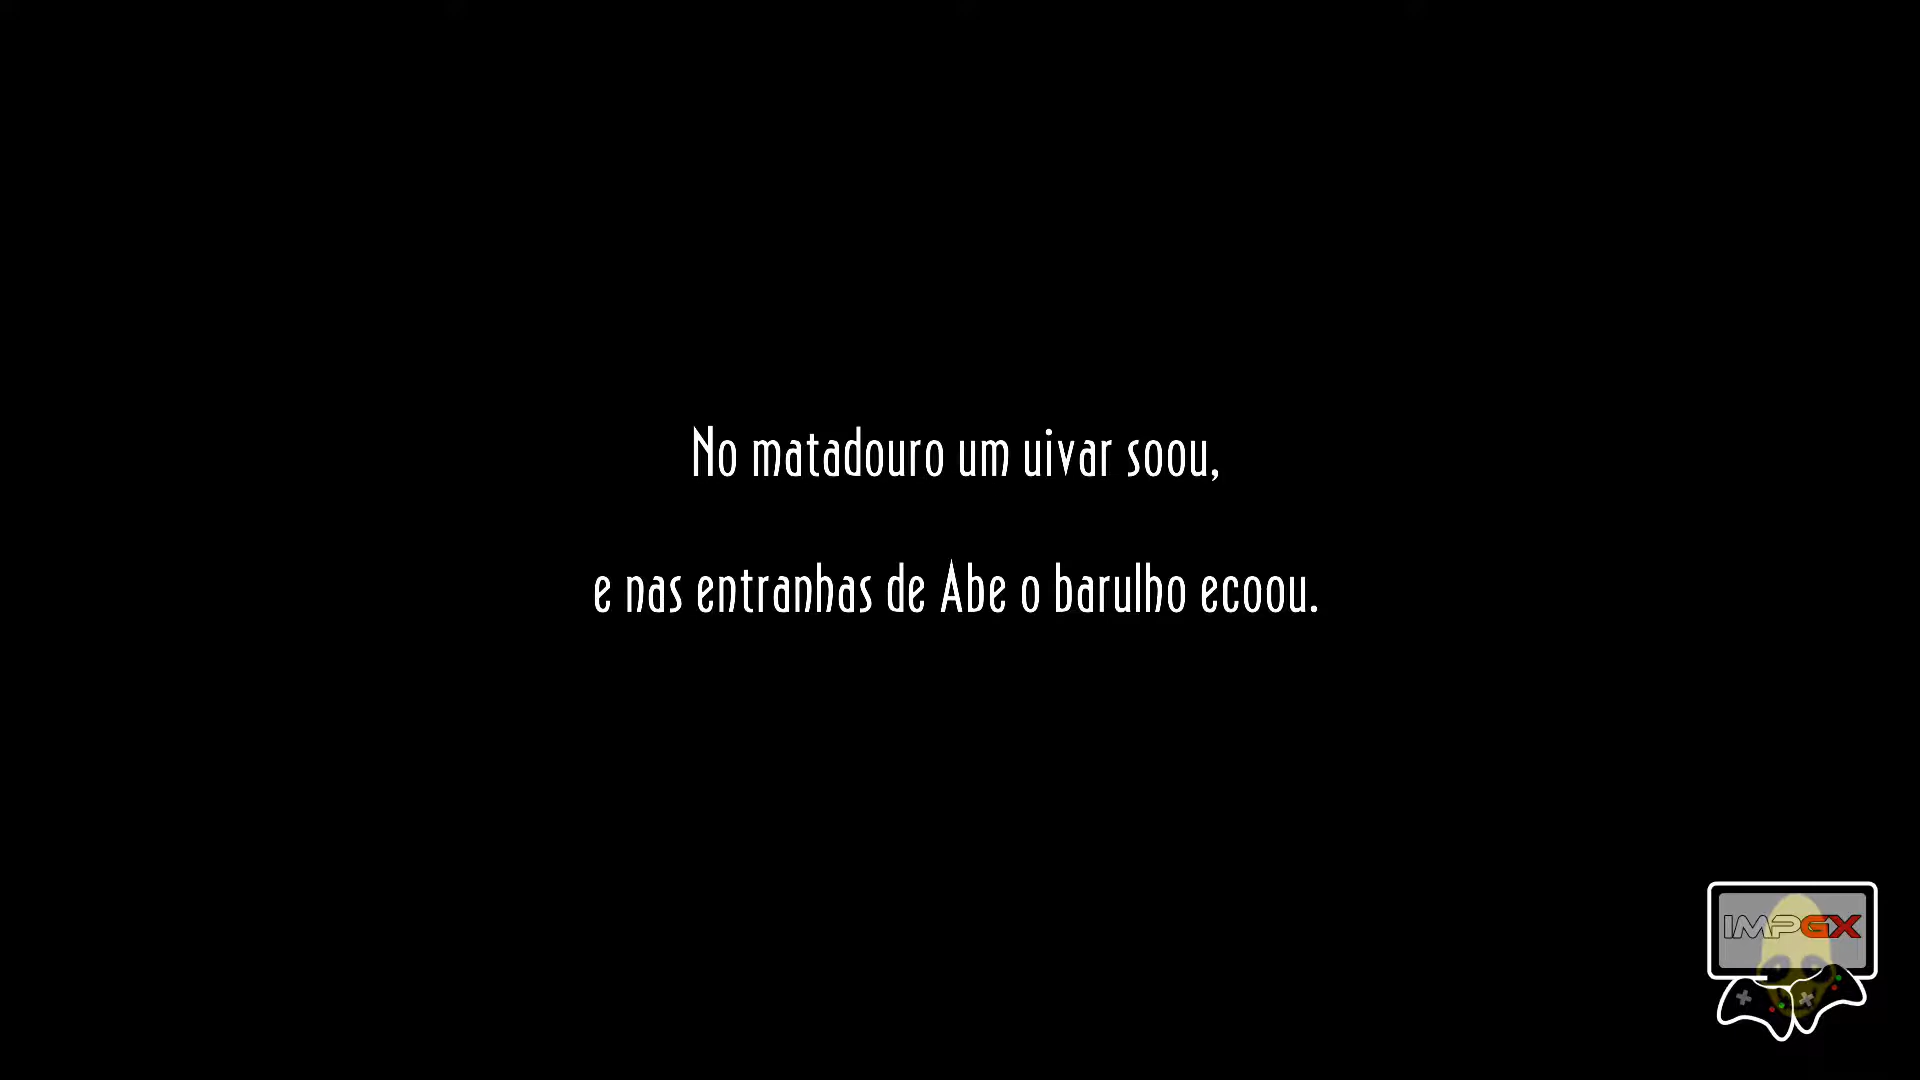 No matadouro um uivar soou,
e nas entranhas de Abe o barulho ecoou.
IMPGX